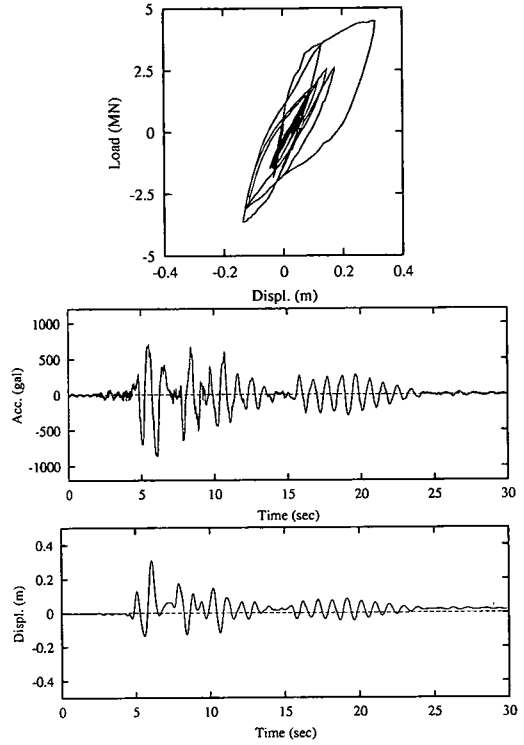 5
2.5
0
-2.5
-5
Load (MN)
-0.4 -0.2 0 0.2 0.4
Displ. (m)
1000
500
0
-500
-1000
Acc. (gal)
0 5 10 15 20 25 30
Time (sec)
0.4
0.2
0
-0.2
-0.4
Displ. (m)
0 5 10 15 20 25 30
Time (sec)